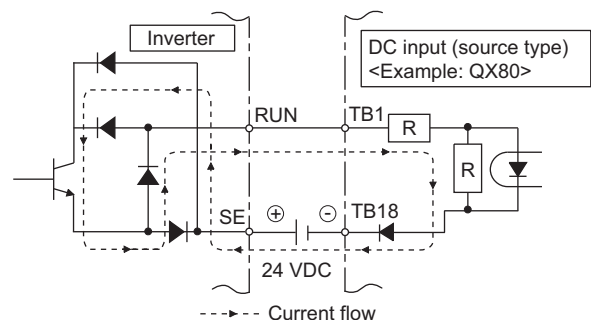 Inverter
DC input (source type)
<Example: QX80>
RUN
TB1
R
R
SE
⊕
⊖
TB18
24 VDC
Current flow